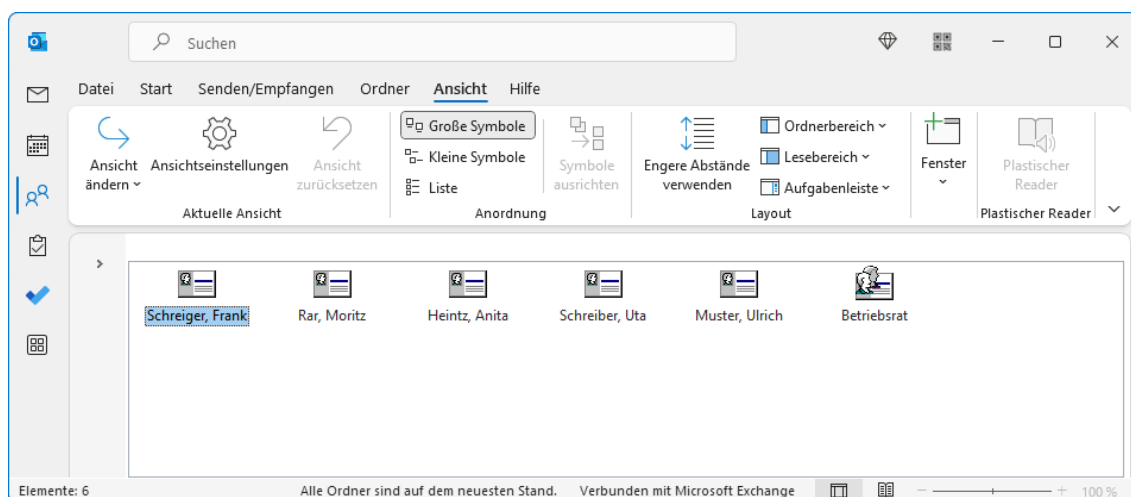 Suchen
Datei Start Senden/Empfangen Ordner Ansicht Hilfe
Ansicht ändern
Ansichtseinstellungen
Ansicht zurücksetzen
Aktuelle Ansicht
Große Symbole
Kleine Symbole
Liste
Symbole ausrichten
Anordnung
Engere Abstände verwenden
Ordnerbereich
Lesebereich
Aufgabenleiste
Layout
Fenster
Plastischer Reader
Plastischer Reader
Schreiger, Frank Rar, Moritz Heintz, Anita Schreiber, Uta Muster, Ulrich Betriebsrat
Elemente: 6 Alle Ordner sind auf dem neuesten Stand. Verbunden mit Microsoft Exchange 100 %